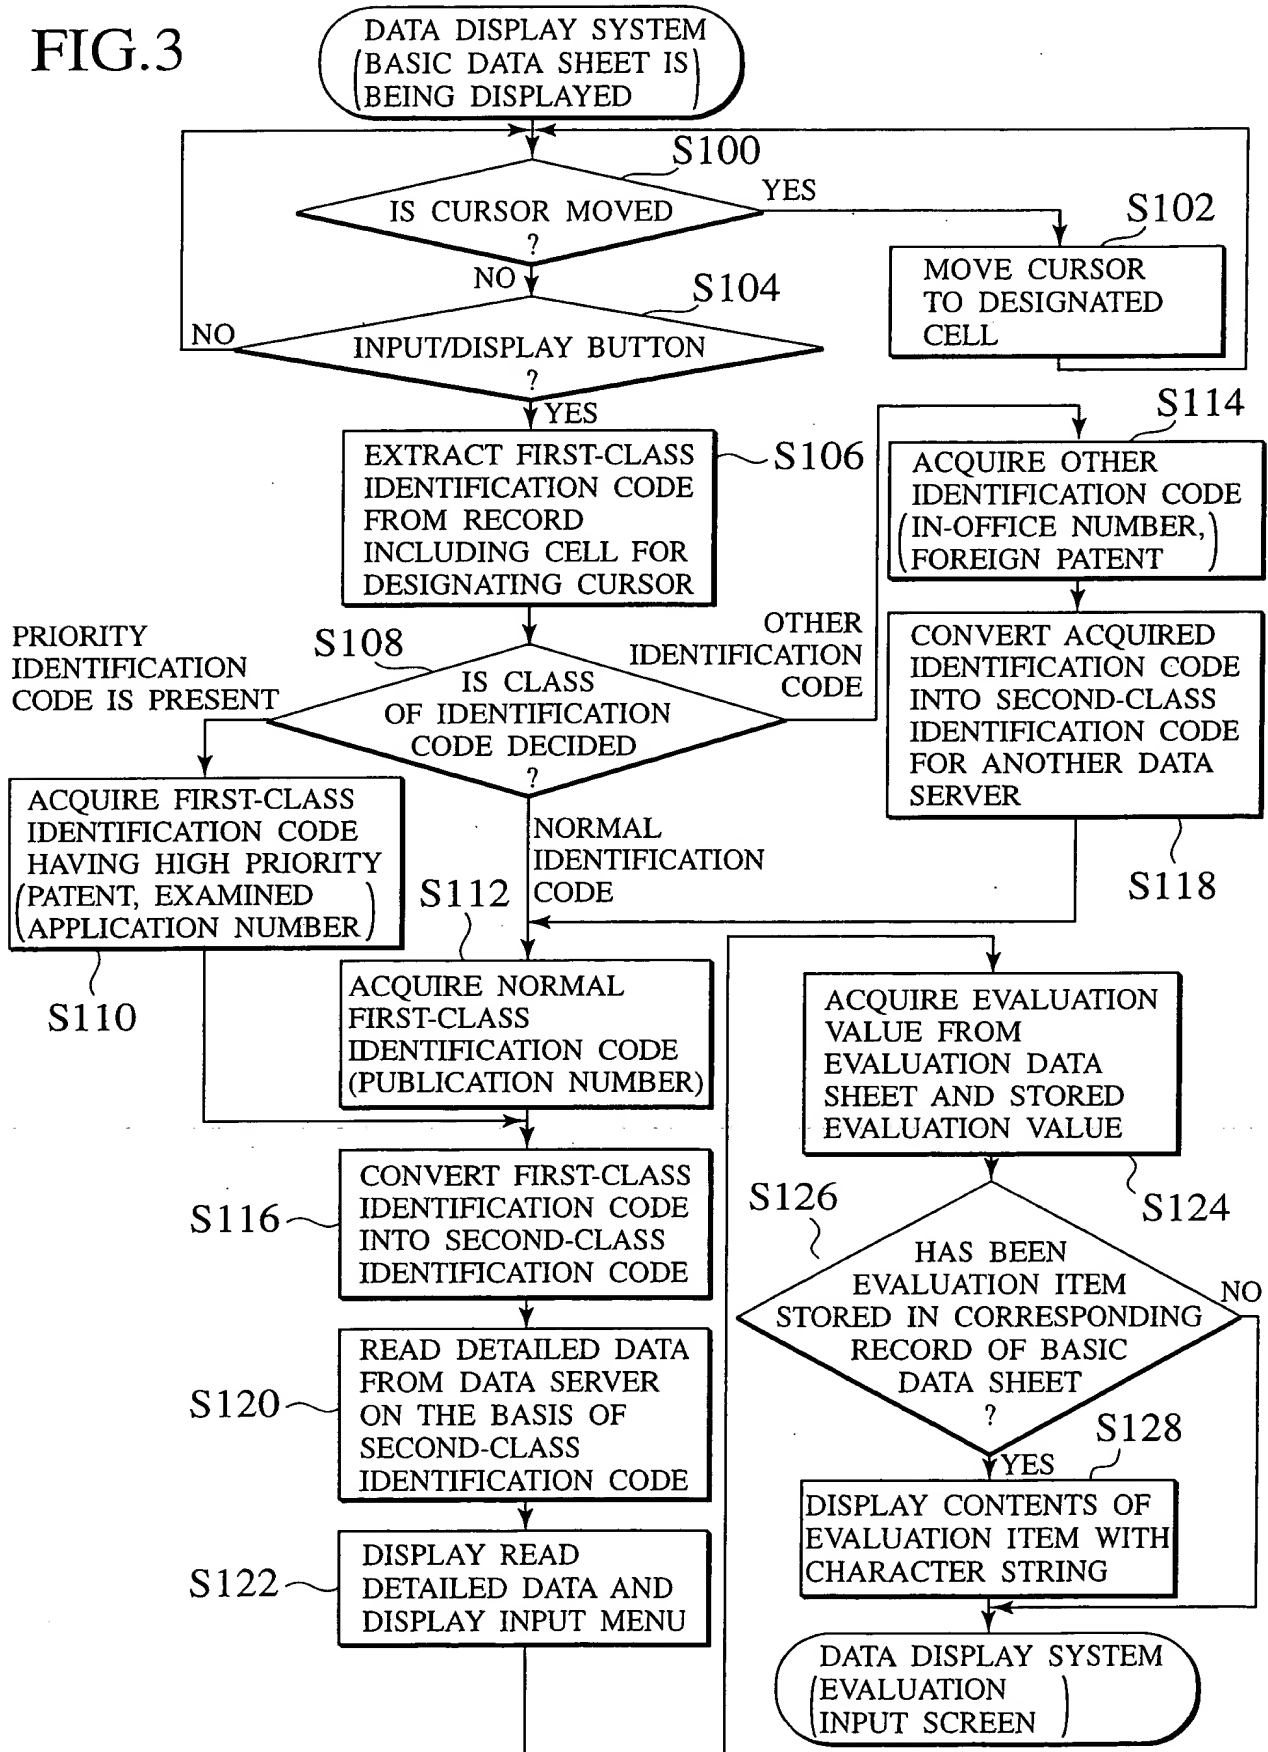 FIG.3
DATA DISPLAY SYSTEM
(BASIC DATA SHEET IS
BEING DISPLAYED)
S100
IS CURSOR MOVED
?
YES
NO
S102
MOVE CURSOR
TO DESIGNATED
CELL
S104
INPUT/DISPLAY BUTTON
?
NO
YES
S106
EXTRACT FIRST-CLASS
IDENTIFICATION CODE
FROM RECORD
INCLUDING CELL FOR
DESIGNATING CURSOR
S108
IS CLASS
OF IDENTIFICATION
CODE DECIDED
?
PRIORITY
IDENTIFICATION
CODE IS PRESENT
OTHER
IDENTIFICATION
CODE
NORMAL
IDENTIFICATION
CODE
S114
ACQUIRE OTHER
IDENTIFICATION CODE
(IN-OFFICE NUMBER,
FOREIGN PATENT)
CONVERT ACQUIRED
IDENTIFICATION CODE
INTO SECOND-CLASS
IDENTIFICATION CODE
FOR ANOTHER DATA
SERVER
S118
ACQUIRE FIRST-CLASS
IDENTIFICATION CODE
HAVING HIGH PRIORITY
(PATENT, EXAMINED
APPLICATION NUMBER)
S110
S112
ACQUIRE NORMAL
FIRST-CLASS
IDENTIFICATION CODE
(PUBLICATION NUMBER)
S116
CONVERT FIRST-CLASS
IDENTIFICATION CODE
INTO SECOND-CLASS
IDENTIFICATION CODE
S120
READ DETAILED DATA
FROM DATA SERVER
ON THE BASIS OF
SECOND-CLASS
IDENTIFICATION CODE
S122
DISPLAY READ
DETAILED DATA AND
DISPLAY INPUT MENU
ACQUIRE EVALUATION
VALUE FROM
EVALUATION DATA
SHEET AND STORED
EVALUATION VALUE
S124
S126
HAS BEEN
EVALUATION ITEM
STORED IN CORRESPONDING
RECORD OF BASIC
DATA SHEET
?
NO
YES
S128
DISPLAY CONTENTS OF
EVALUATION ITEM WITH
CHARACTER STRING
DATA DISPLAY SYSTEM
(EVALUATION
INPUT SCREEN)